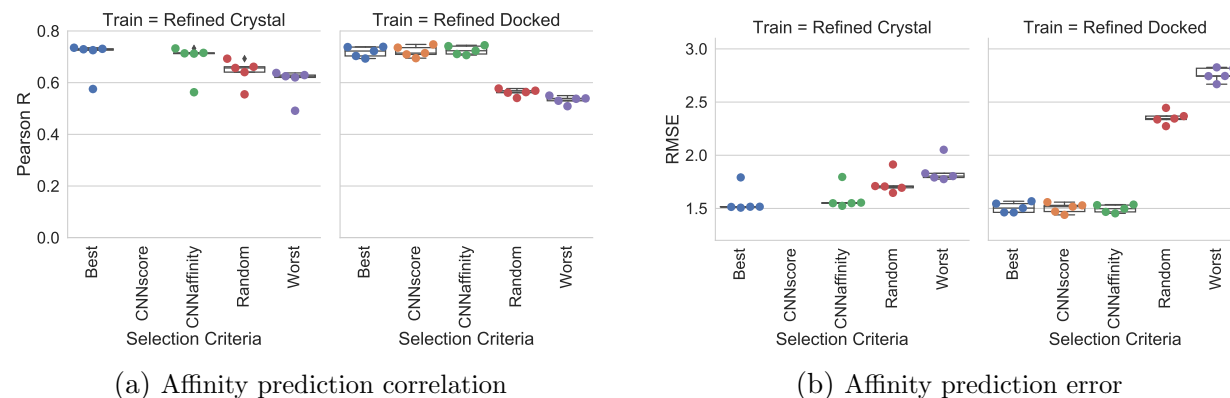 Train = Refined Crystal
Train = Refined Docked
Pearson R
0.8
0.6
0.4
0.2
0.0
Best
CNNscore
CNNaffinity
Random
Worst
Best
CNNscore
CNNaffinity
Random
Worst
Selection Criteria
Selection Criteria
(a) Affinity prediction correlation
Train = Refined Crystal
Train = Refined Docked
RMSE
3.0
2.5
2.0
1.5
Best
CNNscore
CNNaffinity
Random
Worst
Best
CNNscore
CNNaffinity
Random
Worst
Selection Criteria
Selection Criteria
(b) Affinity prediction error